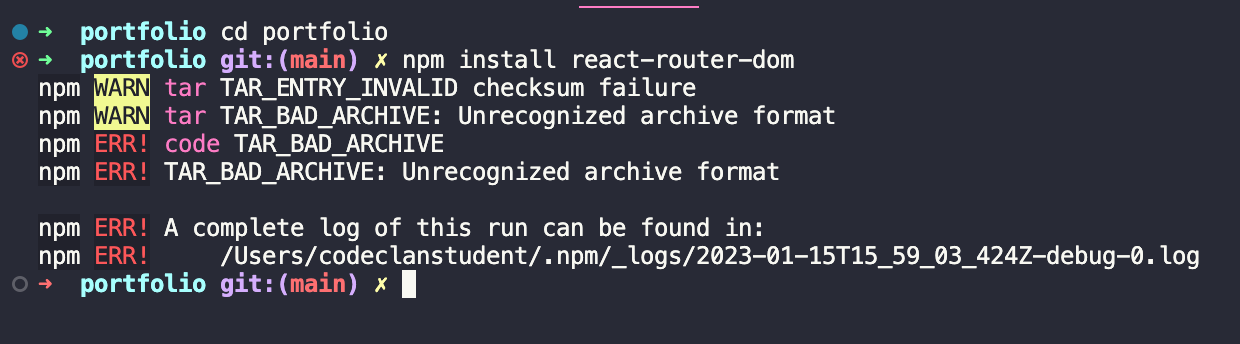 ➜ portfolio cd portfolio
➜ portfolio git:(main) ✗ npm install react-router-dom
npm WARN tar TAR_ENTRY_INVALID checksum failure
npm WARN tar TAR_BAD_ARCHIVE: Unrecognized archive format
npm ERR! code TAR_BAD_ARCHIVE
npm ERR! TAR_BAD_ARCHIVE: Unrecognized archive format
npm ERR! A complete log of this run can be found in:
npm ERR!     /Users/codeclanstudent/.npm/_logs/2023-01-15T15_59_03_424Z-debug-0.log
➜ portfolio git:(main) ✗